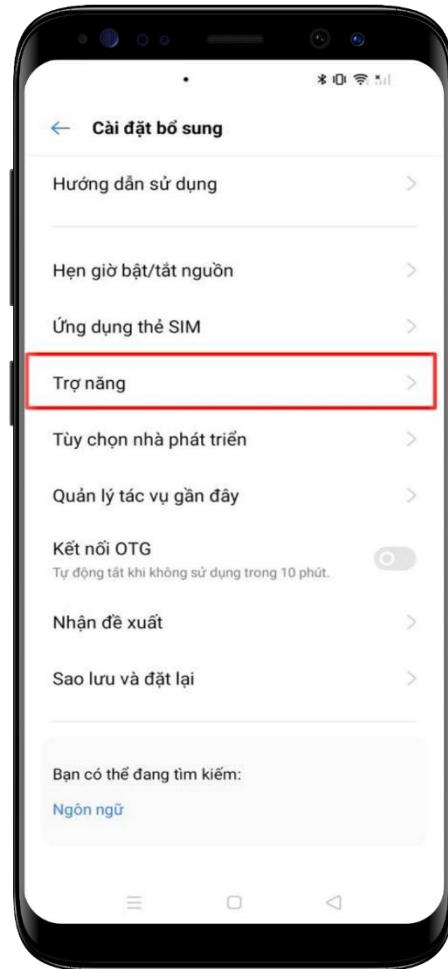 Cài đặt bổ sung
Hướng dẫn sử dụng
Hẹn giờ bật/tắt nguồn
Ứng dụng thẻ SIM
Trợ năng
Tùy chọn nhà phát triển
Quản lý tác vụ gần đây
Kết nối OTG
Tự động tắt khi không sử dụng trong 10 phút.
Nhận đề xuất
Sao lưu và đặt lại
Bạn có thể đang tìm kiếm:
Ngôn ngữ